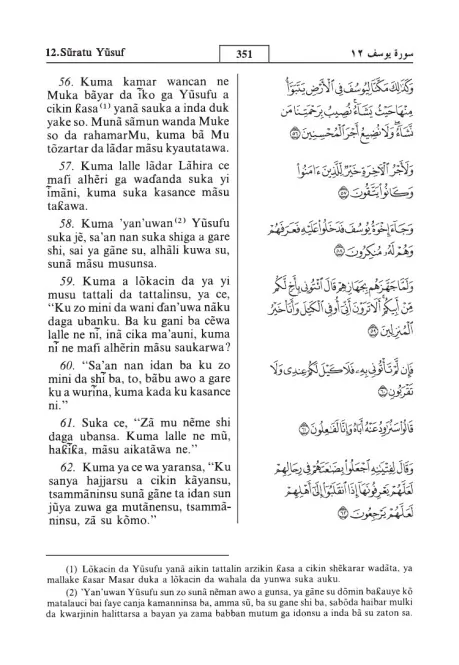 12.Sūratu Yūsuf
351
سورة يوسف ١٢
56. Kuma kamar wancan ne
Muka bāyar da ĩko ga Yūsufu a
cikin ƙasa(1) yanā sauka a inda duk
yake so. Munā sāmun wanda Muke
so da rahamarMu, kuma bā Mu
tōzartar da lādar māsu kyautatawa.
57. Kuma lalle lādar Lāhira ce
mafi alhēri ga waɗanda suka yi
ĩmāni, kuma suka kasance māsu
taƙawa.
58. Kuma 'yan'uwan(2) Yūsufu
suka jē, sa'an nan suka shiga a gare
shi, sai ya gāne su, alhāli kuwa su,
sunā māsu musunsa.
59. Kuma a lōkacin da ya yi
musu tattali da tattalinsu, ya ce,
“Ku zo mini da wani ɗan'uwa nāku
daga ubanku. Ba ku gani ba cēwa
lalle ne nĩ, inā cika ma'auni, kuma
nĩ ne mafi alhērin māsu saukarwa?
60. “Sa'an nan idan ba ku zo
mini da shĩ ba, to, bābu awo a gare
ku a wurĩna, kuma kada ku kasance
ni.”
61. Suka ce, “Zā mu nēme shi
daga ubansa. Kuma lalle ne mū,
haƙĩƙa, māsu aikatāwa ne.”
62. Kuma ya ce wa yaransa, “Ku
sanya hajjarsu a cikin kāyansu,
tsammāninsu sunā gāne ta idan sun
jūya zuwa ga mutānensu, tsammā-
ninsu, zā su kōmo.”
وَكَذَٰلِكَ مَكَّنَّا لِيُوسُفَ فِي ٱلْأَرْضِ يَتَبَوَّأُ
مِنْهَا حَيْثُ يَشَآءُ نُصِيبُ بِرَحْمَتِنَا مَن
نَّشَآءُ وَلَا نُضِيعُ أَجْرَ ٱلْمُحْسِنِينَ ٥٦
وَلَأَجْرُ ٱلْأٓخِرَةِ خَيْرٌ لِّلَّذِينَ ءَامَنُوا۟
وَكَانُوا۟ يَتَّقُونَ ٥٧
وَجَآءَ إِخْوَةُ يُوسُفَ فَدَخَلُوا۟ عَلَيْهِ فَعَرَفَهُمْ
وَهُمْ لَهُۥ مُنكِرُونَ ٥٨
وَلَمَّا جَهَّزَهُم بِجَهَازِهِمْ قَالَ ٱئْتُونِى بِأَخٍ لَّكُم
مِّنْ أَبِيكُمْ أَلَا تَرَوْنَ أَنِّىٓ أُوفِى ٱلْكَيْلَ وَأَنَا۠ خَيْرُ
ٱلْمُنزِلِينَ ٥٩
فَإِن لَّمْ تَأْتُونِى بِهِۦ فَلَا كَيْلَ لَكُمْ عِندِى وَلَا
تَقْرَبُونِ ٦٠
قَالُوا۟ سَنُرَٰوِدُ عَنْهُ أَبَاهُ وَإِنَّا لَفَٰعِلُونَ ٦١
وَقَالَ لِفِتْيَٰنِهِ ٱجْعَلُوا۟ بِضَٰعَتَهُمْ فِى رِحَالِهِمْ
لَعَلَّهُمْ يَعْرِفُونَهَآ إِذَا ٱنقَلَبُوٓا۟ إِلَىٰٓ أَهْلِهِمْ
لَعَلَّهُمْ يَرْجِعُونَ ٦٢
(1) Lōkacin da Yūsufu yanā aikin tattalin arzikin ƙasa a cikin shēkarar wadāta, ya
mallake ƙasar Masar duka a lōkacin da wahala da yunwa suka auku.
(2) 'Yan'uwan Yūsufu sun zo sunā nēman awo a gunsa, ya gāne su dōmin baƙauye kō
matalauci bai faye canja kamanninsa ba, amma sū, ba su gane shi ba, sabōda haibar mulki
da kwarjinin halittarsa a bayan ya zama babban mutum ga idonsu a inda bā su zaton sa.